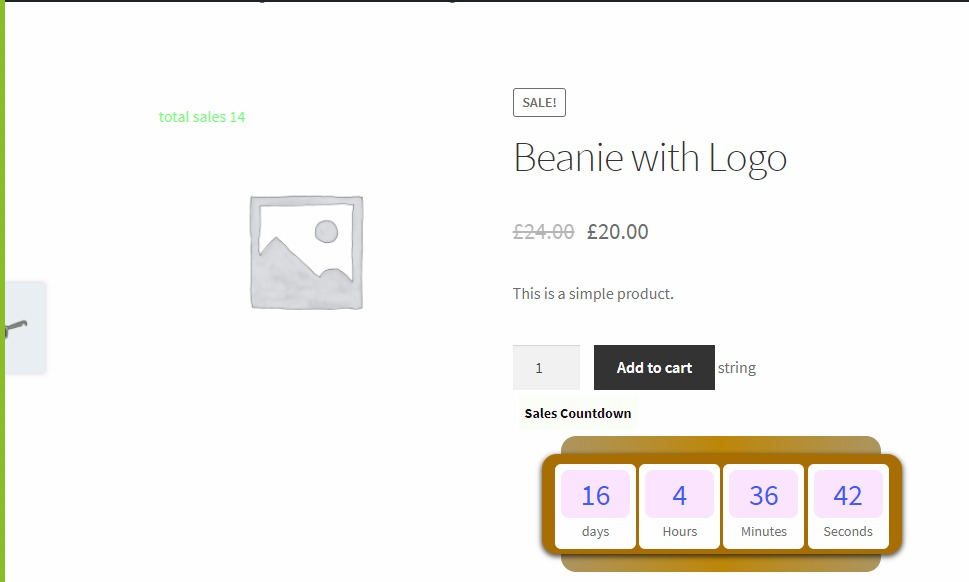 total sales 14
SALE!
Beanie with Logo
£24.00 £20.00
This is a simple product.
1 Add to cart string
Sales Countdown
16 4 36 42
days Hours Minutes Seconds